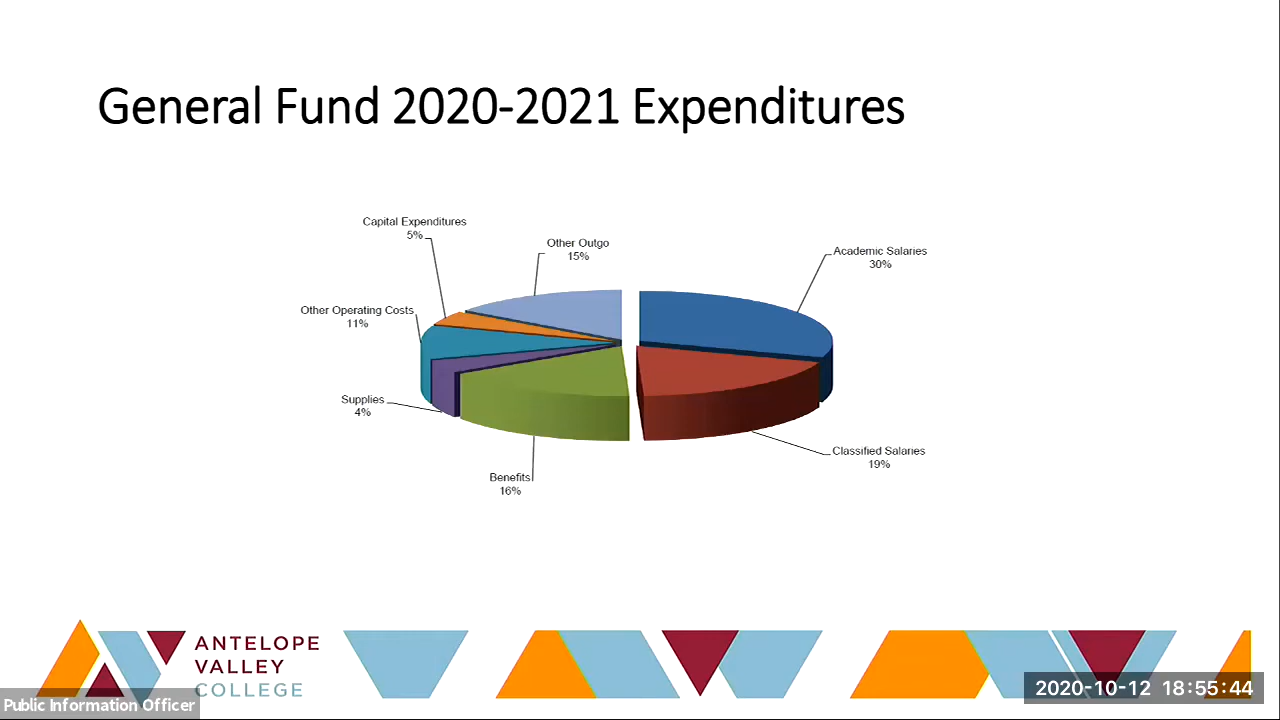 General Fund 2020-2021 Expenditures
Capital Expenditures
5%
Other Outgo
15%
Academic Salaries
30%
Other Operating Costs
11%
Supplies
4%
Classified Salaries
19%
Benefits
16%
ANTELOPE
VALLEY
COLLEGE
Public Information Officer
2020-10-12 18:55:44